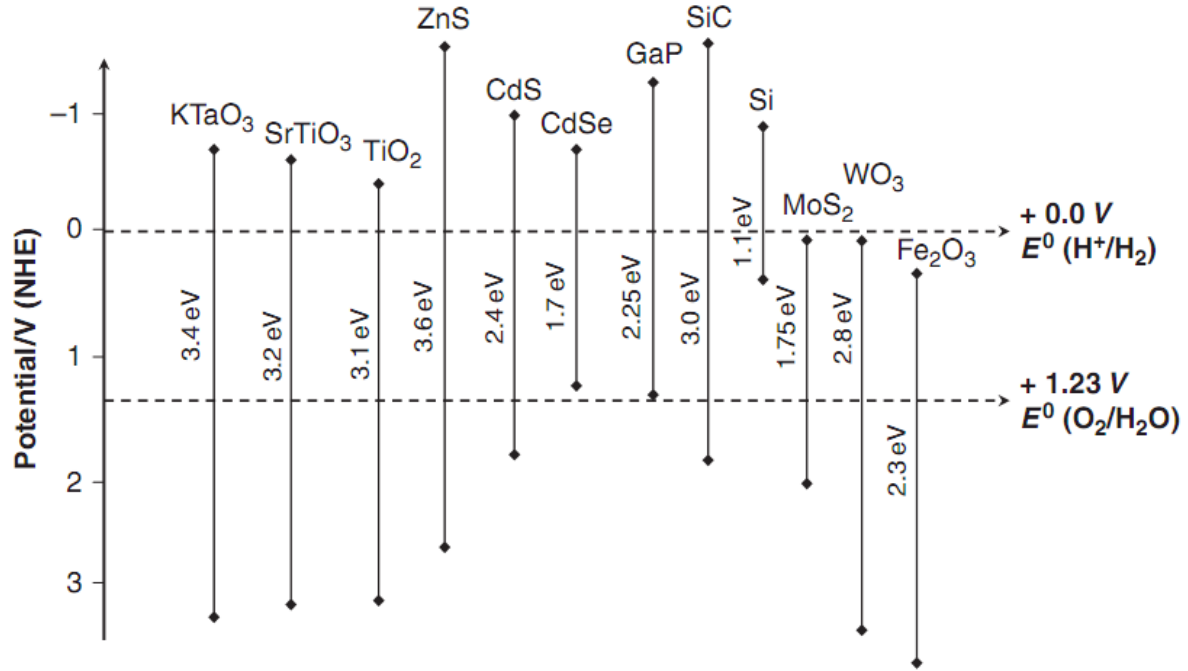 ZnS
SiC
GaP
CdS
Si
KTaO₃
SrTiO₃
TiO₂
CdSe
WO₃
MoS₂
Fe₂O₃
–1
0
1
2
3
Potential/V (NHE)
3.4 eV
3.2 eV
3.1 eV
3.6 eV
2.4 eV
1.7 eV
2.25 eV
3.0 eV
1.1 eV
1.75 eV
2.8 eV
2.3 eV
+ 0.0 V
E⁰ (H⁺/H₂)
+ 1.23 V
E⁰ (O₂/H₂O)